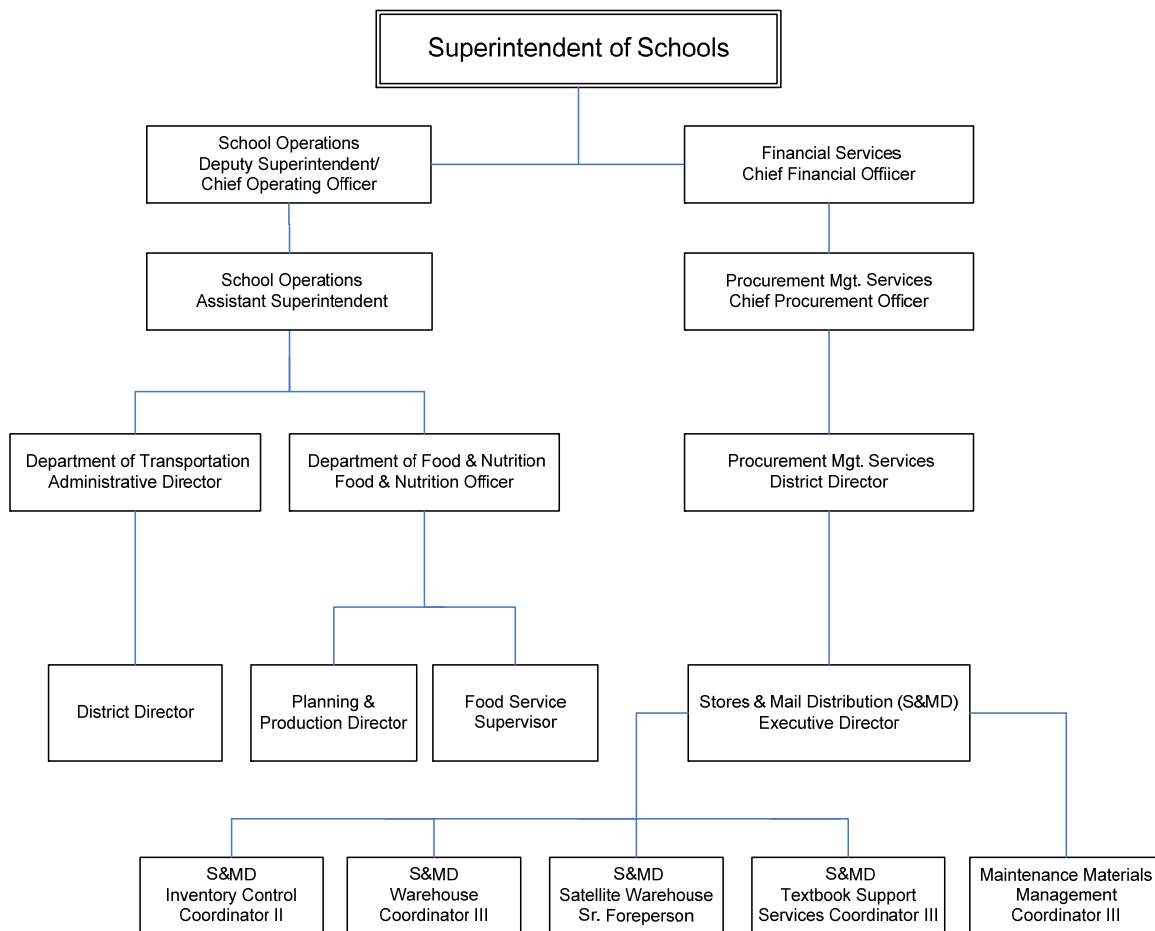 Superintendent of Schools
School Operations
Deputy Superintendent/
Chief Operating Officer
Financial Services
Chief Financial Offiicer
School Operations
Assistant Superintendent
Procurement Mgt. Services
Chief Procurement Officer
Department of Transportation
Administrative Director
Department of Food & Nutrition
Food & Nutrition Officer
Procurement Mgt. Services
District Director
District Director
Planning &
Production Director
Food Service
Supervisor
Stores & Mail Distribution (S&MD)
Executive Director
S&MD
Inventory Control
Coordinator II
S&MD
Warehouse
Coordinator III
S&MD
Satellite Warehouse
Sr. Foreperson
S&MD
Textbook Support
Services Coordinator III
Maintenance Materials
Management
Coordinator III